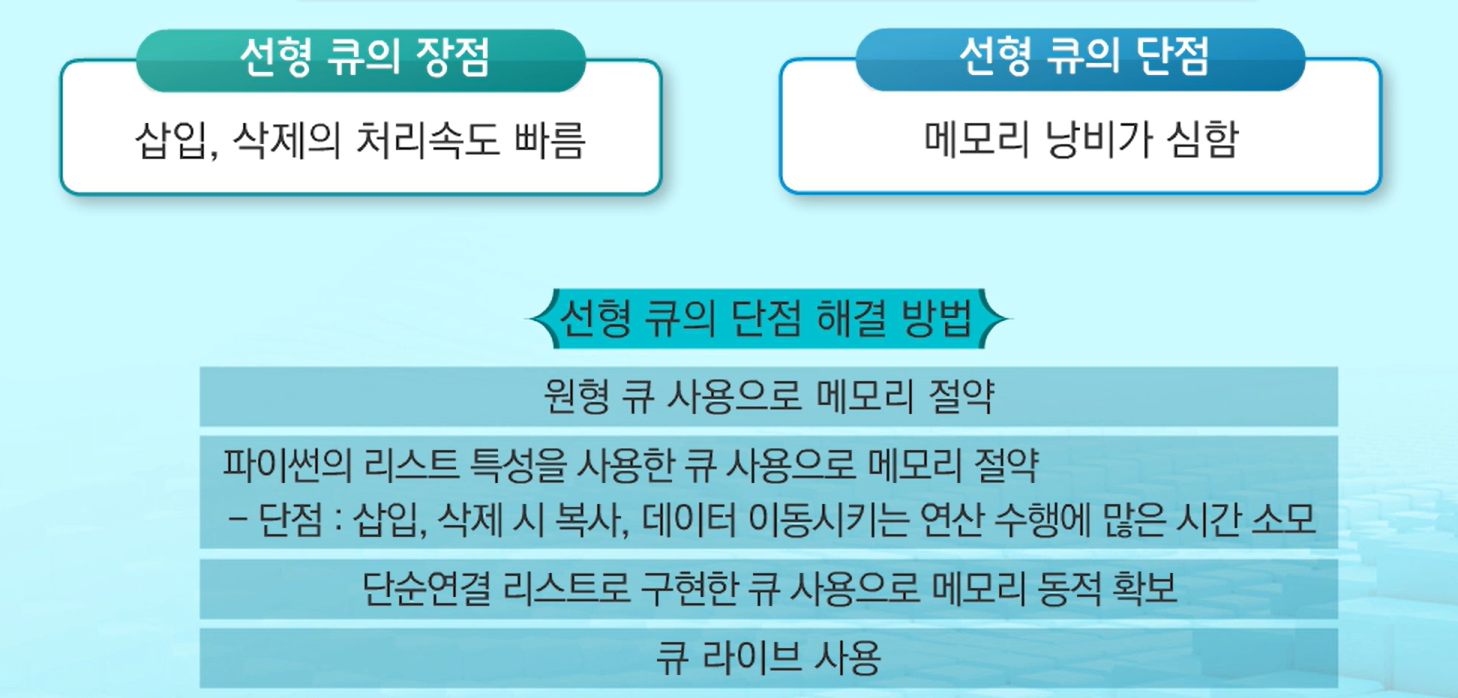 선형 큐의 장점
삽입, 삭제의 처리속도 빠름
선형 큐의 단점
메모리 낭비가 심함
선형 큐의 단점 해결 방법
원형 큐 사용으로 메모리 절약
파이썬의 리스트 특성을 사용한 큐 사용으로 메모리 절약
– 단점 : 삽입, 삭제 시 복사, 데이터 이동시키는 연산 수행에 많은 시간 소모
단순연결 리스트로 구현한 큐 사용으로 메모리 동적 확보
큐 라이브 사용